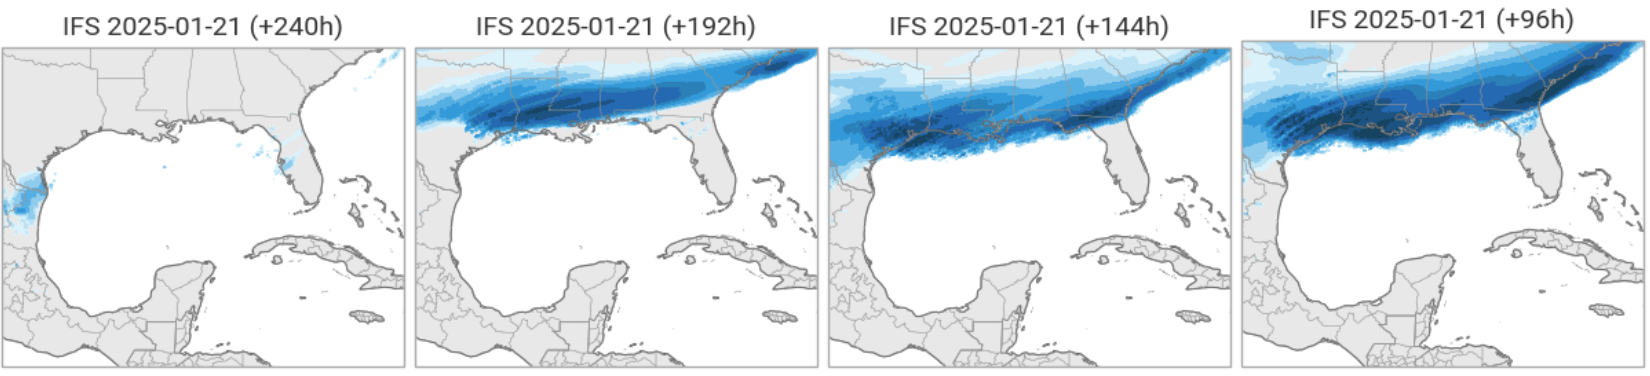 IFS 2025-01-21 (+240h)
IFS 2025-01-21 (+192h)
IFS 2025-01-21 (+144h)
IFS 2025-01-21 (+96h)